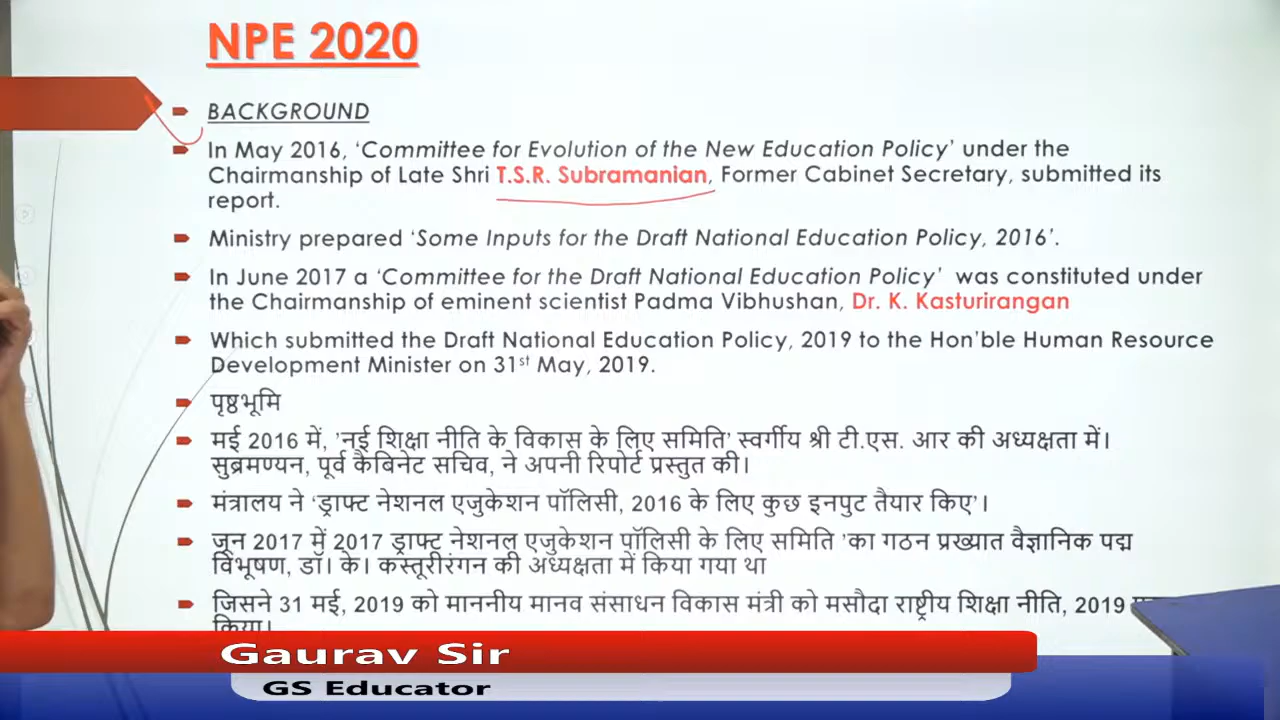 NPE 2020
BACKGROUND
In May 2016, ‘Committee for Evolution of the New Education Policy’ under the
Chairmanship of Late Shri T.S.R. Subramanian, Former Cabinet Secretary, submitted its
report.
Ministry prepared ‘Some Inputs for the Draft National Education Policy, 2016’.
In June 2017 a ‘Committee for the Draft National Education Policy’ was constituted under
the Chairmanship of eminent scientist Padma Vibhushan, Dr. K. Kasturirangan
Which submitted the Draft National Education Policy, 2019 to the Hon’ble Human Resource
Development Minister on 31st May, 2019.
पृष्ठभूमि
मई 2016 में, ’नई शिक्षा नीति के विकास के लिए समिति’ स्वर्गीय श्री टी.एस. आर की अध्यक्षता में।
सुब्रमण्यन, पूर्व कैबिनेट सचिव, ने अपनी रिपोर्ट प्रस्तुत की।
मंत्रालय ने ‘ड्राफ्ट नेशनल एजुकेशन पॉलिसी, 2016 के लिए कुछ इनपुट तैयार किए’।
जून 2017 में 2017 ड्राफ्ट नेशनल एजुकेशन पॉलिसी के लिए समिति ’का गठन प्रख्यात वैज्ञानिक पद्म
विभूषण, डॉ। के। कस्तूरीरंगन की अध्यक्षता में किया गया था
जिसने 31 मई, 2019 को माननीय मानव संसाधन विकास मंत्री को मसौदा राष्ट्रीय शिक्षा नीति, 2019
किया।
Gaurav Sir
GS Educator